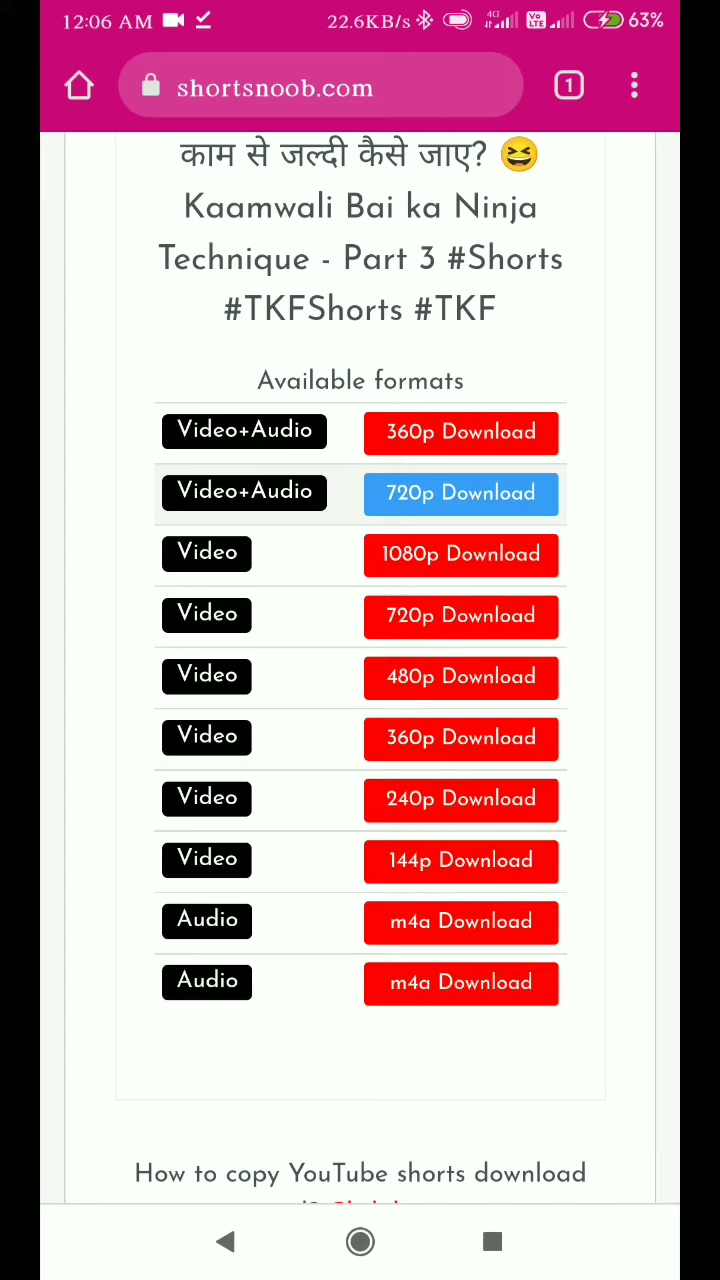 12:06 AM 22.6KB/s 4G Vo LTE 63%
shortsnoob.com 1
काम से जल्दी कैसे जाए? 😆
Kaamwali Bai ka Ninja
Technique - Part 3 #Shorts
#TKFShorts #TKF
Available formats
Video+Audio 360p Download
Video+Audio 720p Download
Video 1080p Download
Video 720p Download
Video 480p Download
Video 360p Download
Video 240p Download
Video 144p Download
Audio m4a Download
Audio m4a Download
How to copy YouTube shorts download